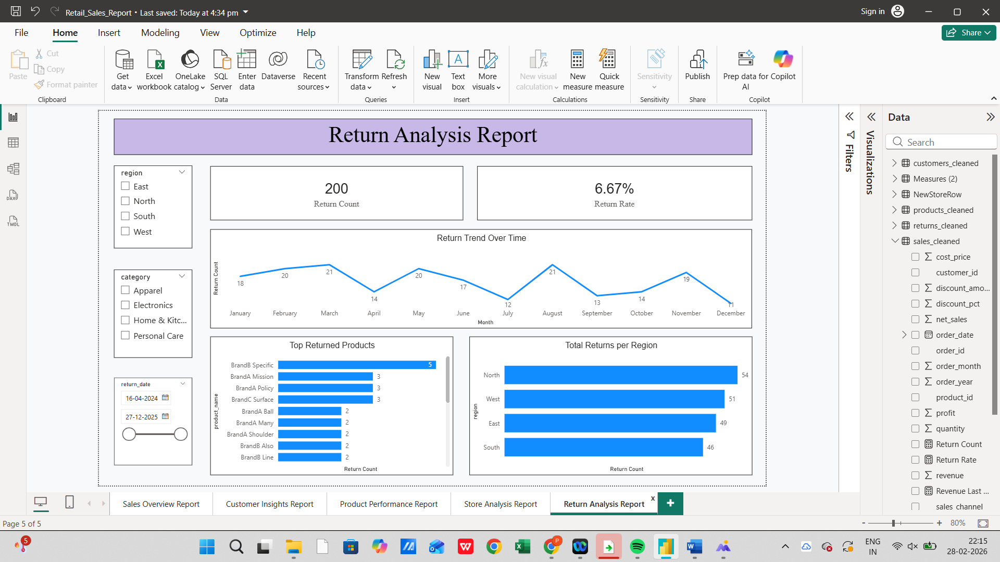 Retail_Sales_Report • Last saved: Today at 4:34 pm
Sign in
File Home Insert Modeling View Optimize Help
Share
Paste
Cut
Copy
Format painter
Clipboard
Get data
Excel workbook
OneLake catalog
SQL Server
Enter data
Dataverse
Recent sources
Data
Transform data
Refresh
Queries
New visual
Text box
More visuals
Insert
New visual calculation
New measure
Quick measure
Calculations
Sensitivity
Sensitivity
Publish
Share
Prep data for AI
Copilot
Copilot
Return Analysis Report
region
East
North
South
West
200
Return Count
6.67%
Return Rate
Return Trend Over Time
Return Count
18 20 21 14 20 17 12 21 13 14 19 11
January February March April May June July August September October November December
Month
category
Apparel
Electronics
Home & Kitc...
Personal Care
return_date
16-04-2024
27-12-2025
Top Returned Products
product_name
BrandB Specific 5
BrandA Mission 3
BrandA Policy 3
BrandC Surface 3
BrandA Ball 2
BrandA Many 2
BrandA Shoulder 2
BrandB Also 2
BrandB Line 2
Return Count
Total Returns per Region
region
North 54
West 51
East 49
South 46
Return Count
Filters
Visualizations
Data
Search
customers_cleaned
Measures (2)
NewStoreRow
products_cleaned
returns_cleaned
sales_cleaned
cost_price
customer_id
discount_amo...
discount_pct
net_sales
order_date
order_id
order_month
order_year
product_id
profit
quantity
Return Count
Return Rate
revenue
Revenue Last ...
sales_channel
DAX
TMDL
Sales Overview Report
Customer Insights Report
Product Performance Report
Store Analysis Report
Return Analysis Report
x
+
Page 5 of 5
- + 80%
5
P
ENG
IN
22:15
28-02-2026